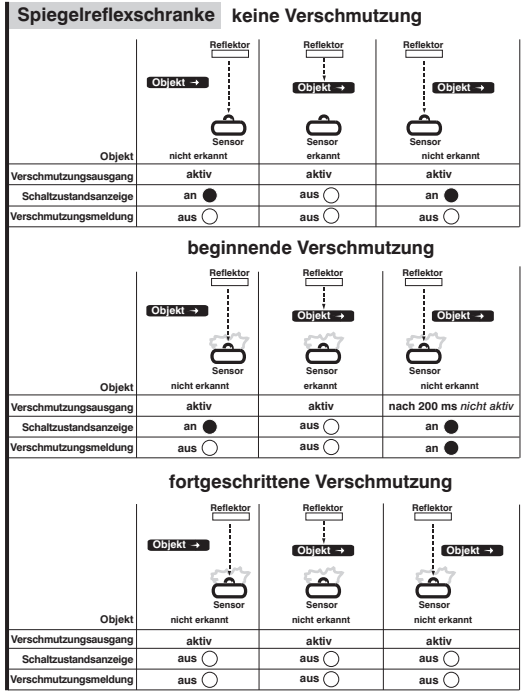 Spiegelreflexschranke keine Verschmutzung
Reflektor Reflektor Reflektor
Objekt → Objekt → Objekt →
Sensor Sensor Sensor
Objekt nicht erkannt erkannt nicht erkannt
Verschmutzungsausgang aktiv aktiv aktiv
Schaltzustandsanzeige an aus an
Verschmutzungsmeldung aus aus aus
beginnende Verschmutzung
Reflektor Reflektor Reflektor
Objekt → Objekt → Objekt →
Sensor Sensor Sensor
Objekt nicht erkannt erkannt nicht erkannt
Verschmutzungsausgang aktiv aktiv nach 200 ms nicht aktiv
Schaltzustandsanzeige an aus an
Verschmutzungsmeldung aus aus an
fortgeschrittene Verschmutzung
Reflektor Reflektor Reflektor
Objekt → Objekt → Objekt →
Sensor Sensor Sensor
Objekt nicht erkannt nicht erkannt nicht erkannt
Verschmutzungsausgang aktiv aktiv aktiv
Schaltzustandsanzeige aus aus aus
Verschmutzungsmeldung aus aus aus